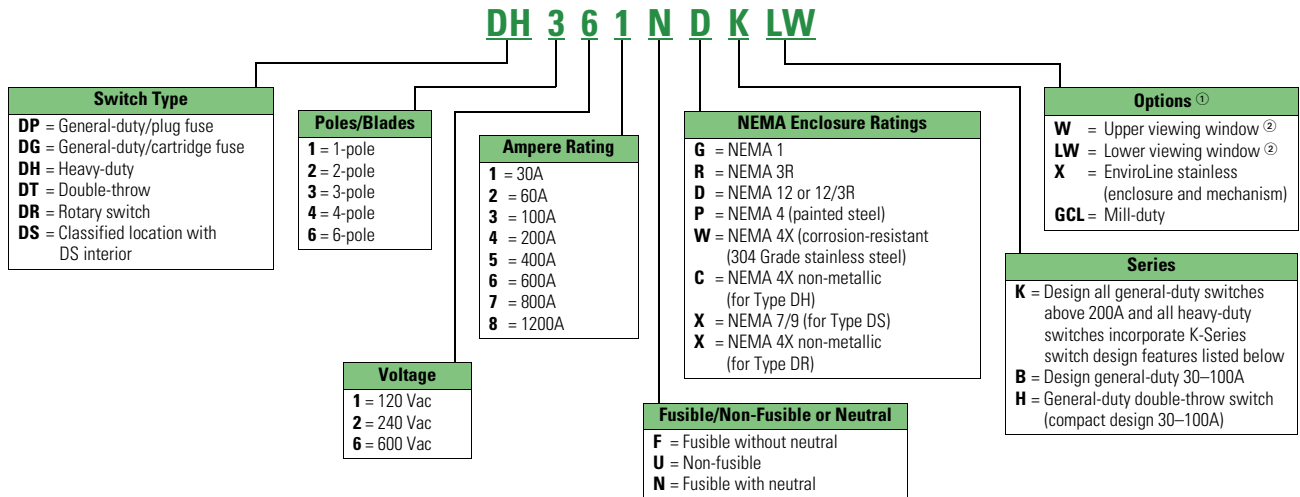 DH 3 6 1 N D K LW
Switch Type
DP = General-duty/plug fuse
DG = General-duty/cartridge fuse
DH = Heavy-duty
DT = Double-throw
DR = Rotary switch
DS = Classified location with
DS interior
Poles/Blades
1 = 1-pole
2 = 2-pole
3 = 3-pole
4 = 4-pole
6 = 6-pole
Voltage
1 = 120 Vac
2 = 240 Vac
6 = 600 Vac
Ampere Rating
1 = 30A
2 = 60A
3 = 100A
4 = 200A
5 = 400A
6 = 600A
7 = 800A
8 = 1200A
Fusible/Non-Fusible or Neutral
F = Fusible without neutral
U = Non-fusible
N = Fusible with neutral
NEMA Enclosure Ratings
G = NEMA 1
R = NEMA 3R
D = NEMA 12 or 12/3R
P = NEMA 4 (painted steel)
W = NEMA 4X (corrosion-resistant
(304 Grade stainless steel)
C = NEMA 4X non-metallic
(for Type DH)
X = NEMA 7/9 (for Type DS)
X = NEMA 4X non-metallic
(for Type DR)
Series
K = Design all general-duty switches
above 200A and all heavy-duty
switches incorporate K-Series
switch design features listed below
B = Design general-duty 30–100A
H = General-duty double-throw switch
(compact design 30–100A)
Options ①
W = Upper viewing window ②
LW = Lower viewing window ②
X = EnviroLine stainless
(enclosure and mechanism)
GCL = Mill-duty